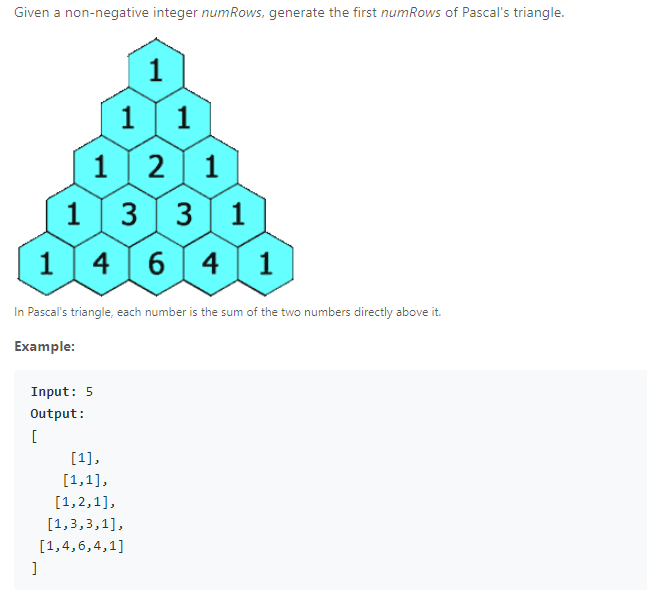 Given a non-negative integer numRows, generate the first numRows of Pascal's triangle.
1
1 1
1 2 1
1 3 3 1
1 4 6 4 1
In Pascal's triangle, each number is the sum of the two numbers directly above it.
Example:
Input: 5
Output:
[
[1],
[1,1],
[1,2,1],
[1,3,3,1],
[1,4,6,4,1]
]